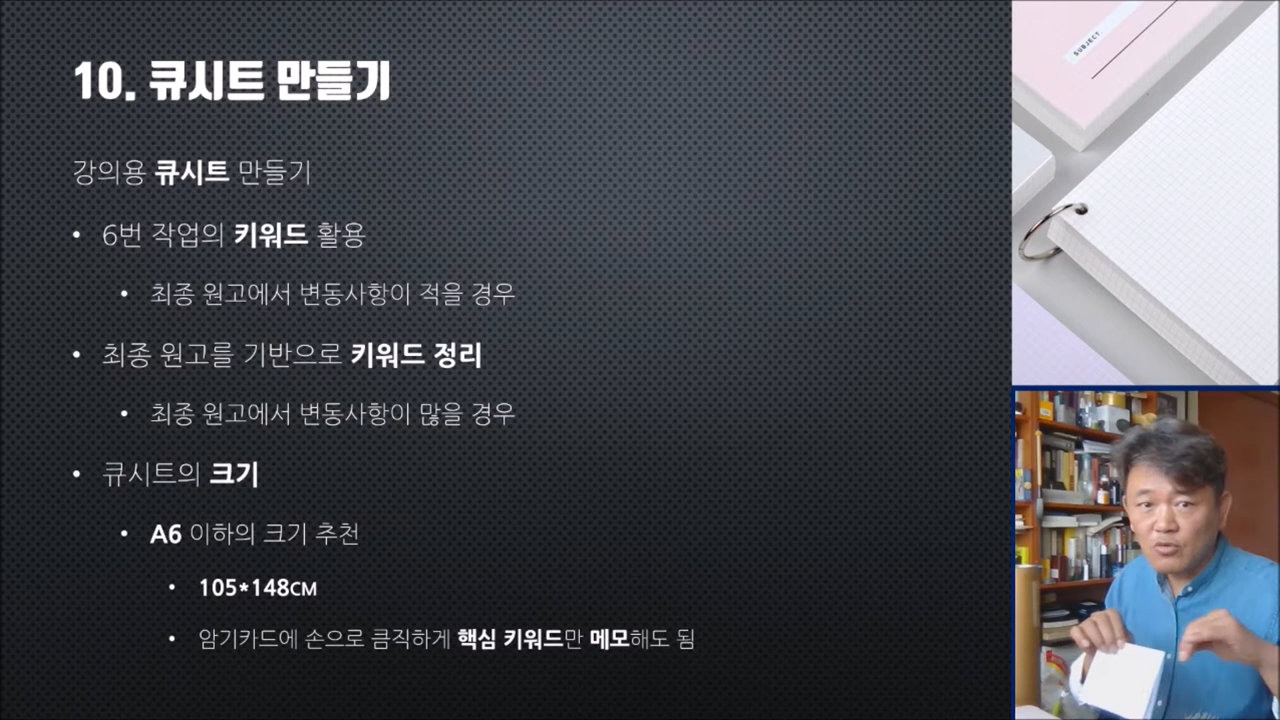 10. 큐시트 만들기
강의용 큐시트 만들기
• 6번 작업의 키워드 활용
• 최종 원고에서 변동사항이 적을 경우
• 최종 원고를 기반으로 키워드 정리
• 최종 원고에서 변동사항이 많을 경우
• 큐시트의 크기
• A6 이하의 크기 추천
• 105*148CM
• 암기카드에 손으로 큼직하게 핵심 키워드만 메모해도 됨
SUBJECT.